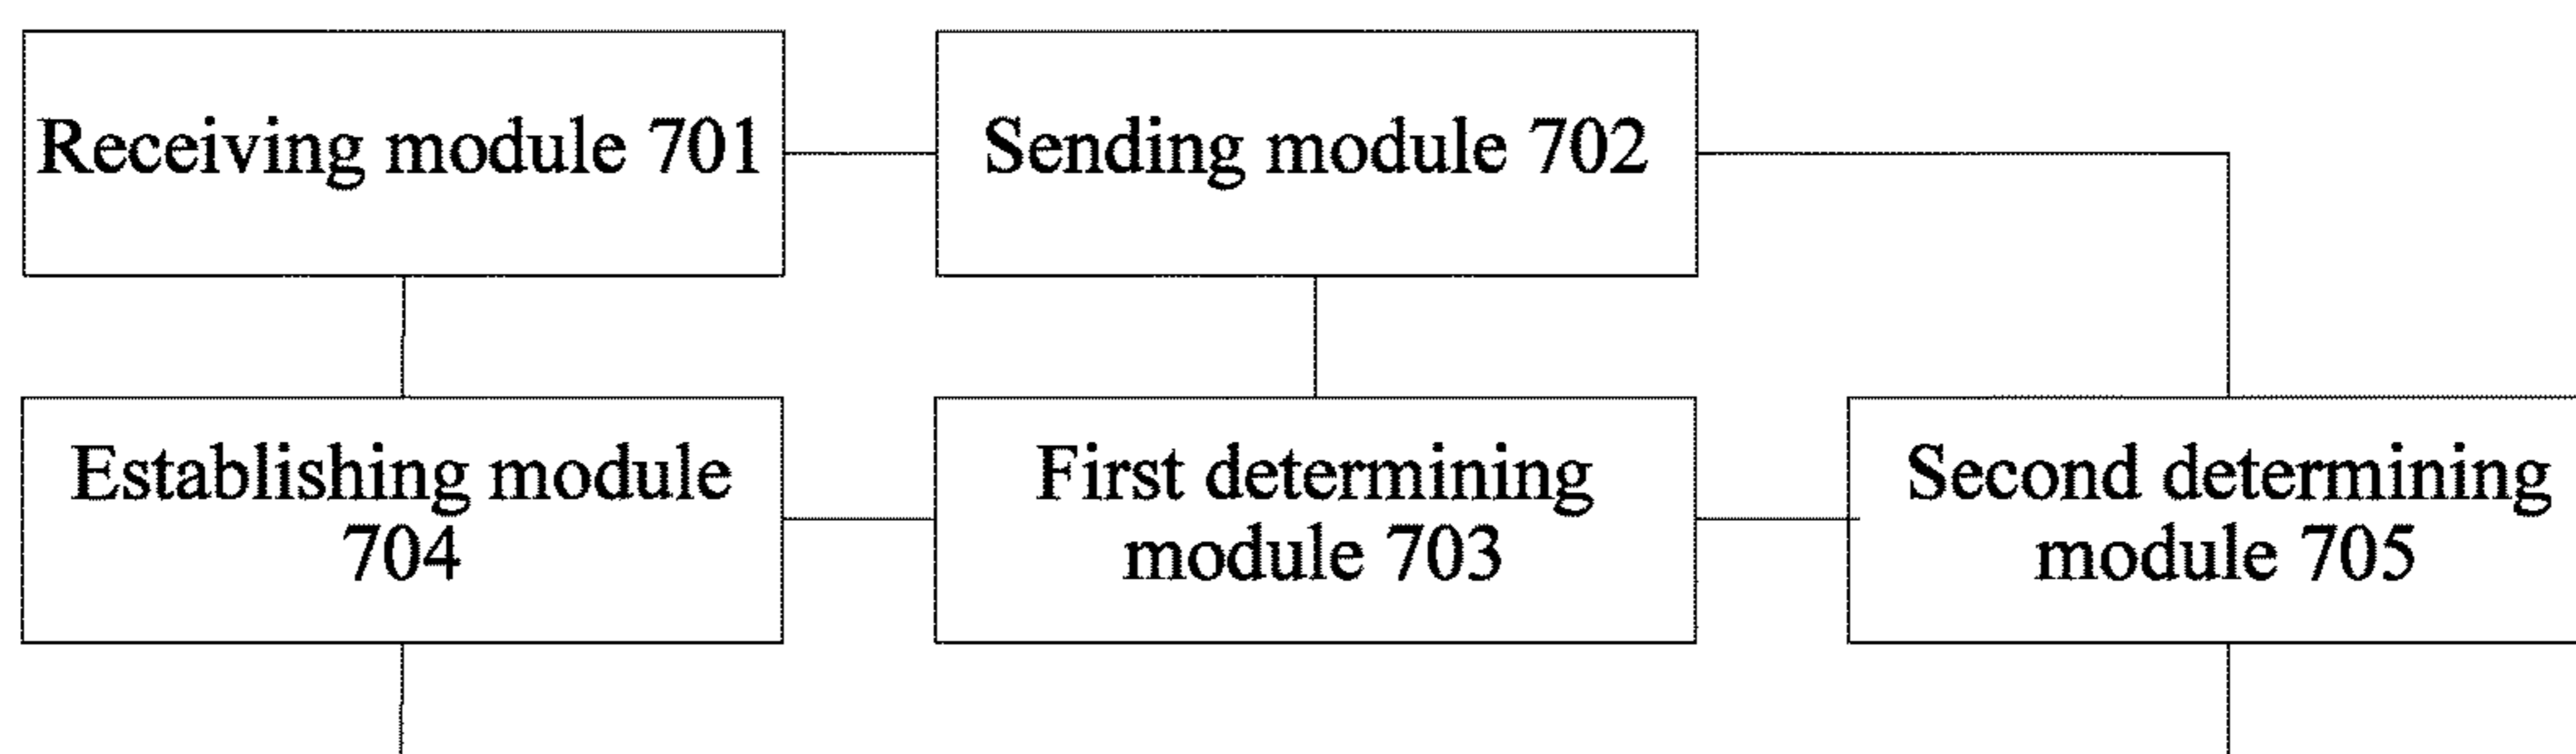 Receiving module 701
Sending module 702
Establishing module
704
First determining
module 703
Second determining
module 705